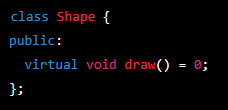 class Shape {
public:
  virtual void draw() = 0;
};